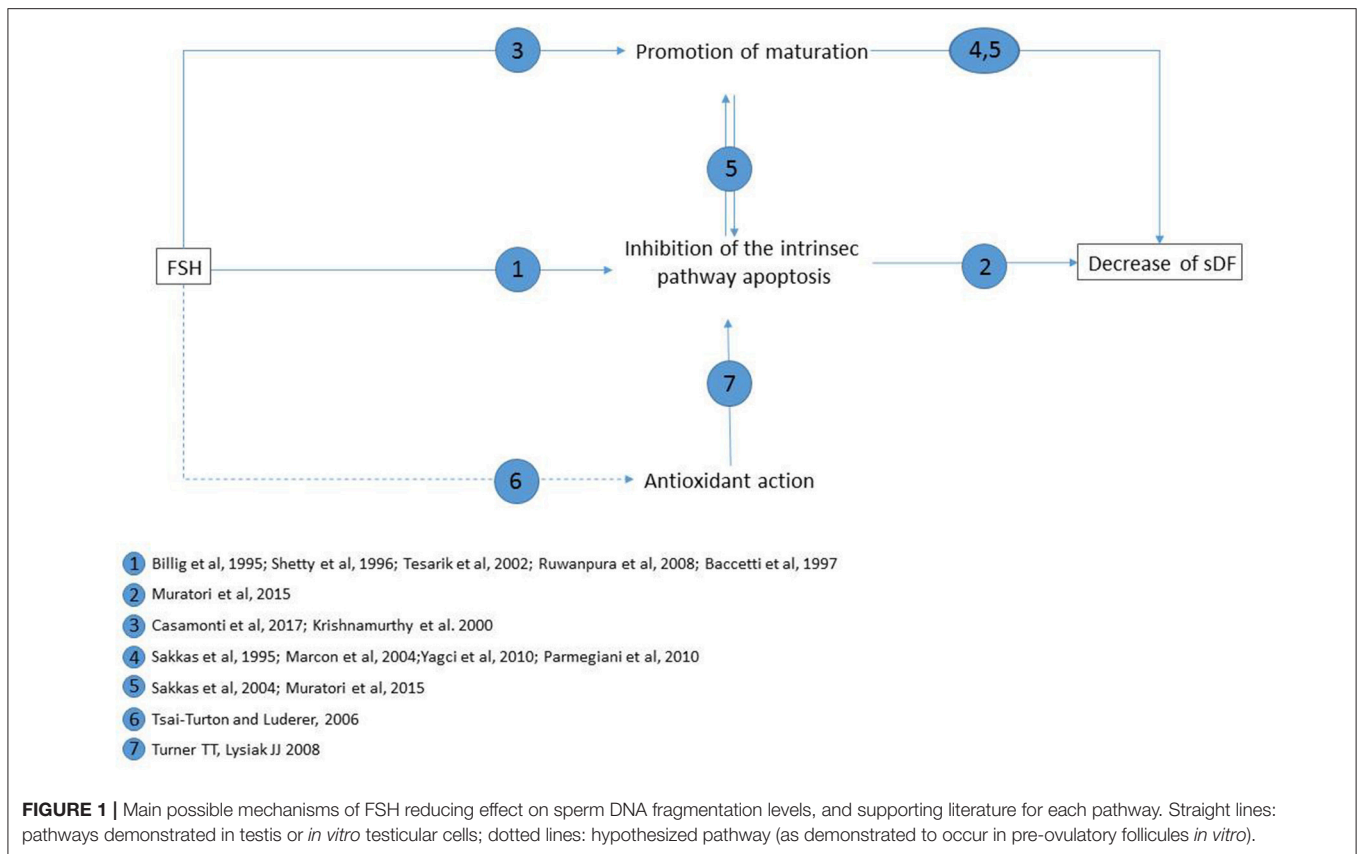 3
Promotion of maturation
4,5
5
FSH
1
Inhibition of the intrinsec
pathway apoptosis
2
Decrease of sDF
7
6
Antioxidant action
1 Billig et al, 1995; Shetty et al, 1996; Tesarik et al, 2002; Ruwanpura et al, 2008; Baccetti et al, 1997
2 Muratori et al, 2015
3 Casamonti et al, 2017; Krishnamurthy et al. 2000
4 Sakkas et al, 1995; Marcon et al, 2004;Yagci et al, 2010; Parmegiani et al, 2010
5 Sakkas et al, 2004; Muratori et al, 2015
6 Tsai-Turton and Luderer, 2006
7 Turner TT, Lysiak JJ 2008
FIGURE 1 | Main possible mechanisms of FSH reducing effect on sperm DNA fragmentation levels, and supporting literature for each pathway. Straight lines:
pathways demonstrated in testis or in vitro testicular cells; dotted lines: hypothesized pathway (as demonstrated to occur in pre-ovulatory follicules in vitro).